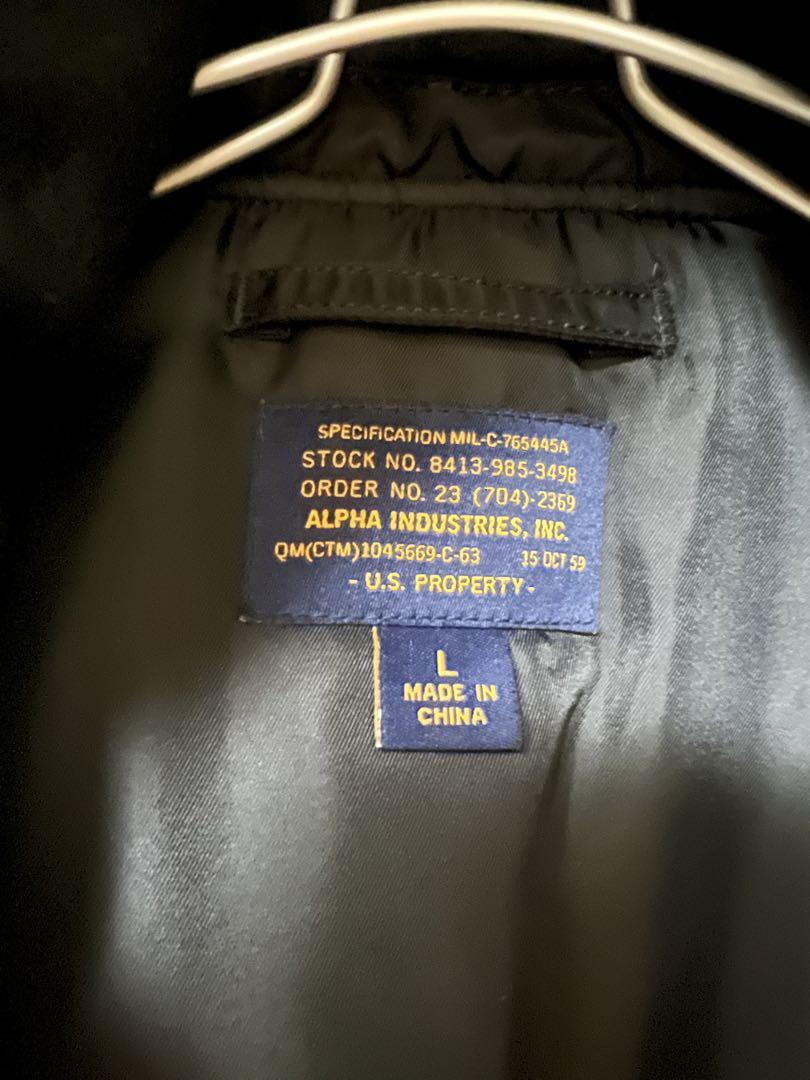 SPECIFICATION MIL-C-765445A
STOCK NO. 8413-985-3498
ORDER NO. 23 (704)-2369
ALPHA INDUSTRIES, INC.
QM(CTM)1045669-C-63 15 OCT 59
- U.S. PROPERTY -
L
MADE IN
CHINA